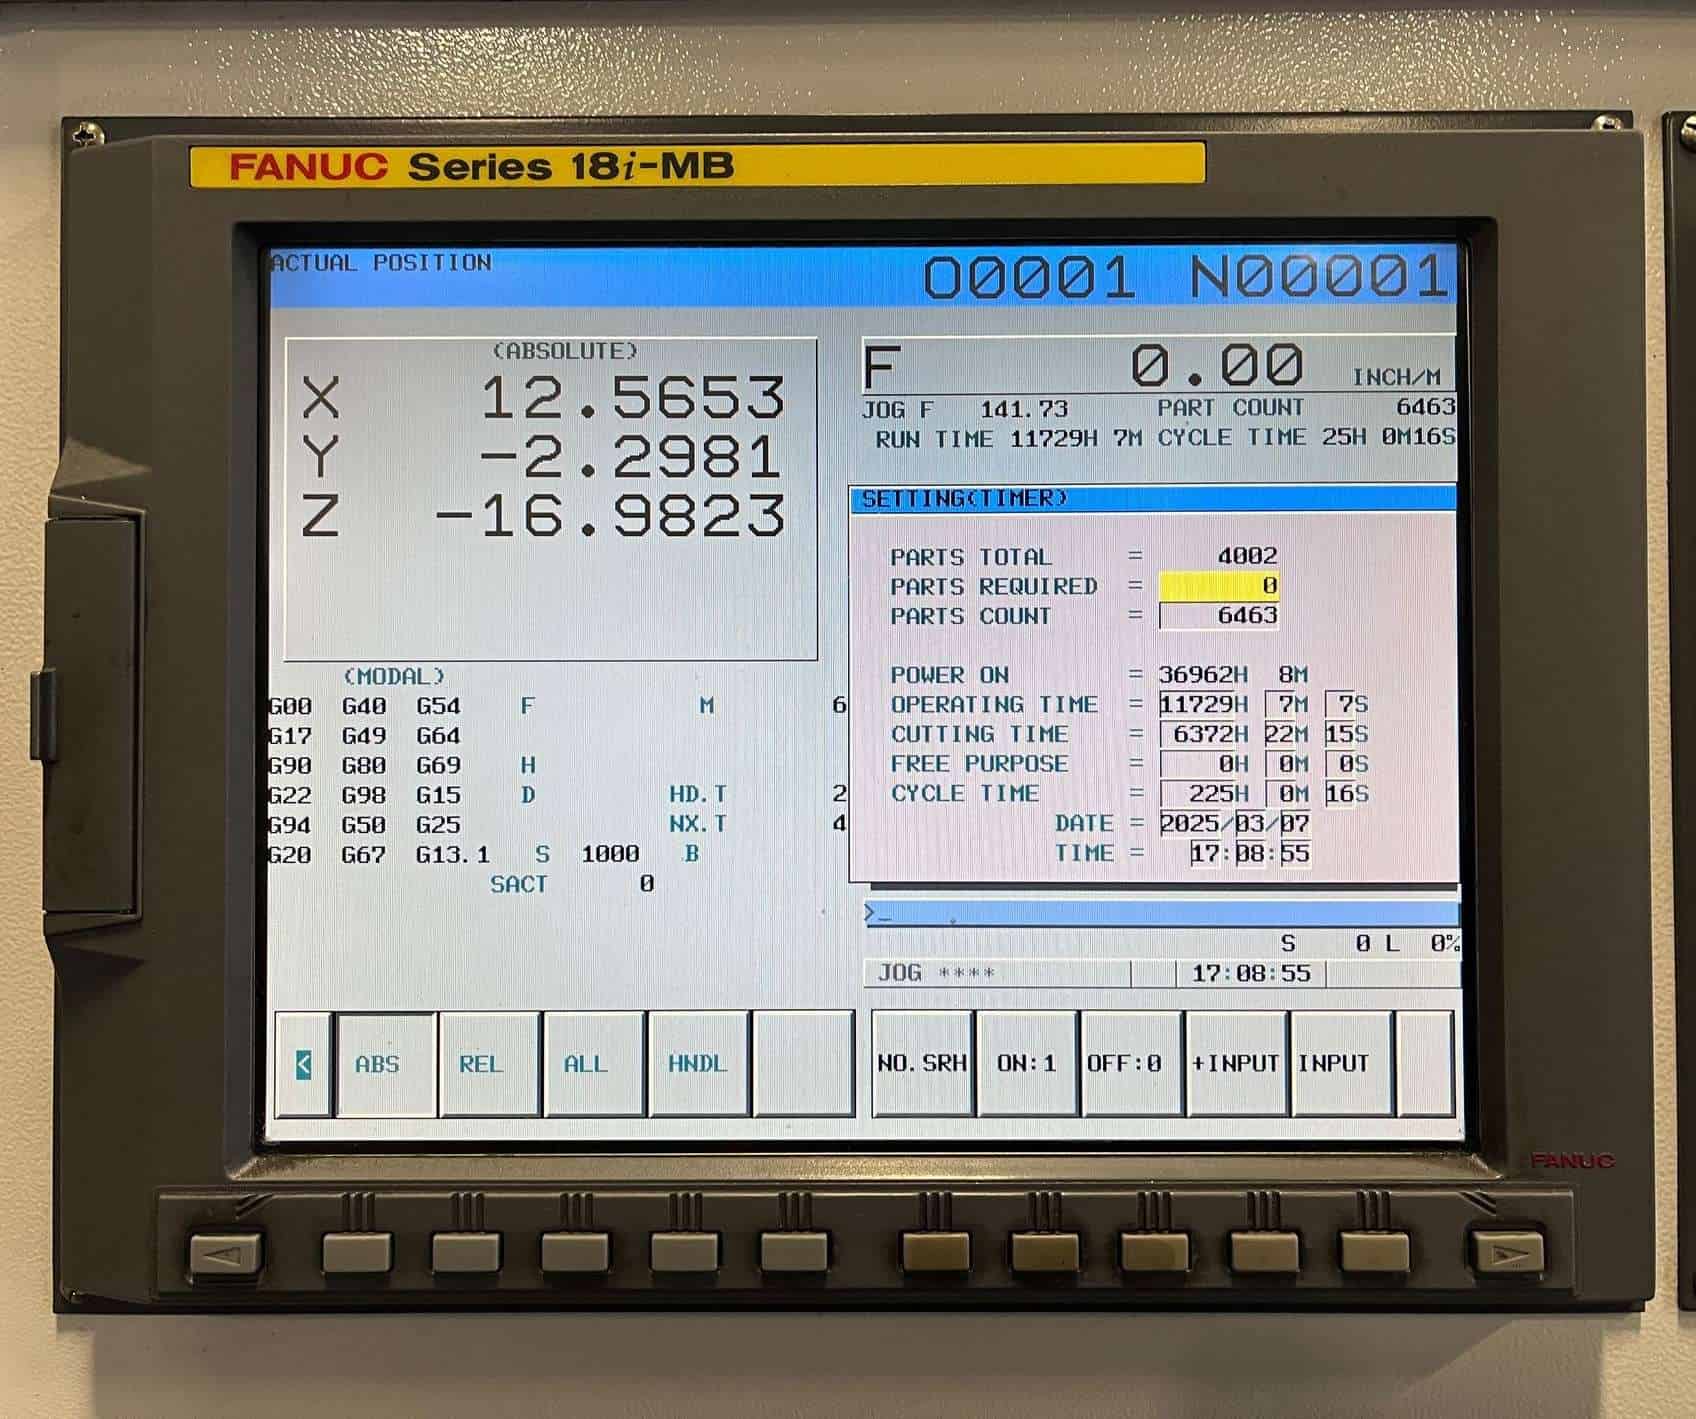 FANUC Series 18i-MB
ACTUAL POSITION O0001 N00001
(ABSOLUTE)
X 12.5653
Y -2.2981
Z -16.9823
F 0.00 INCH/M
JOG F 141.73 PART COUNT 6463
RUN TIME 11729H 7M CYCLE TIME 25H 0M16S
(MODAL)
G00 G40 G54 F M 6
G17 G49 G64
G90 G80 G69 H
G22 G98 G15 D HD.T 2
G94 G50 G25 NX.T 4
G20 G67 G13.1 S 1000 B
SACT 0
SETTING(TIMER)
PARTS TOTAL = 4002
PARTS REQUIRED = 0
PARTS COUNT = 6463
POWER ON = 36962H 8M
OPERATING TIME = 11729H 7M 7S
CUTTING TIME = 6372H 22M 15S
FREE PURPOSE = 0H 0M 0S
CYCLE TIME = 225H 0M 16S
DATE = 2025/03/07
TIME = 17:08:55
>_
S 0 L 0%
JOG **** 17:08:55
< ABS REL ALL HNDL NO.SRH ON:1 OFF:0 +INPUT INPUT
FANUC